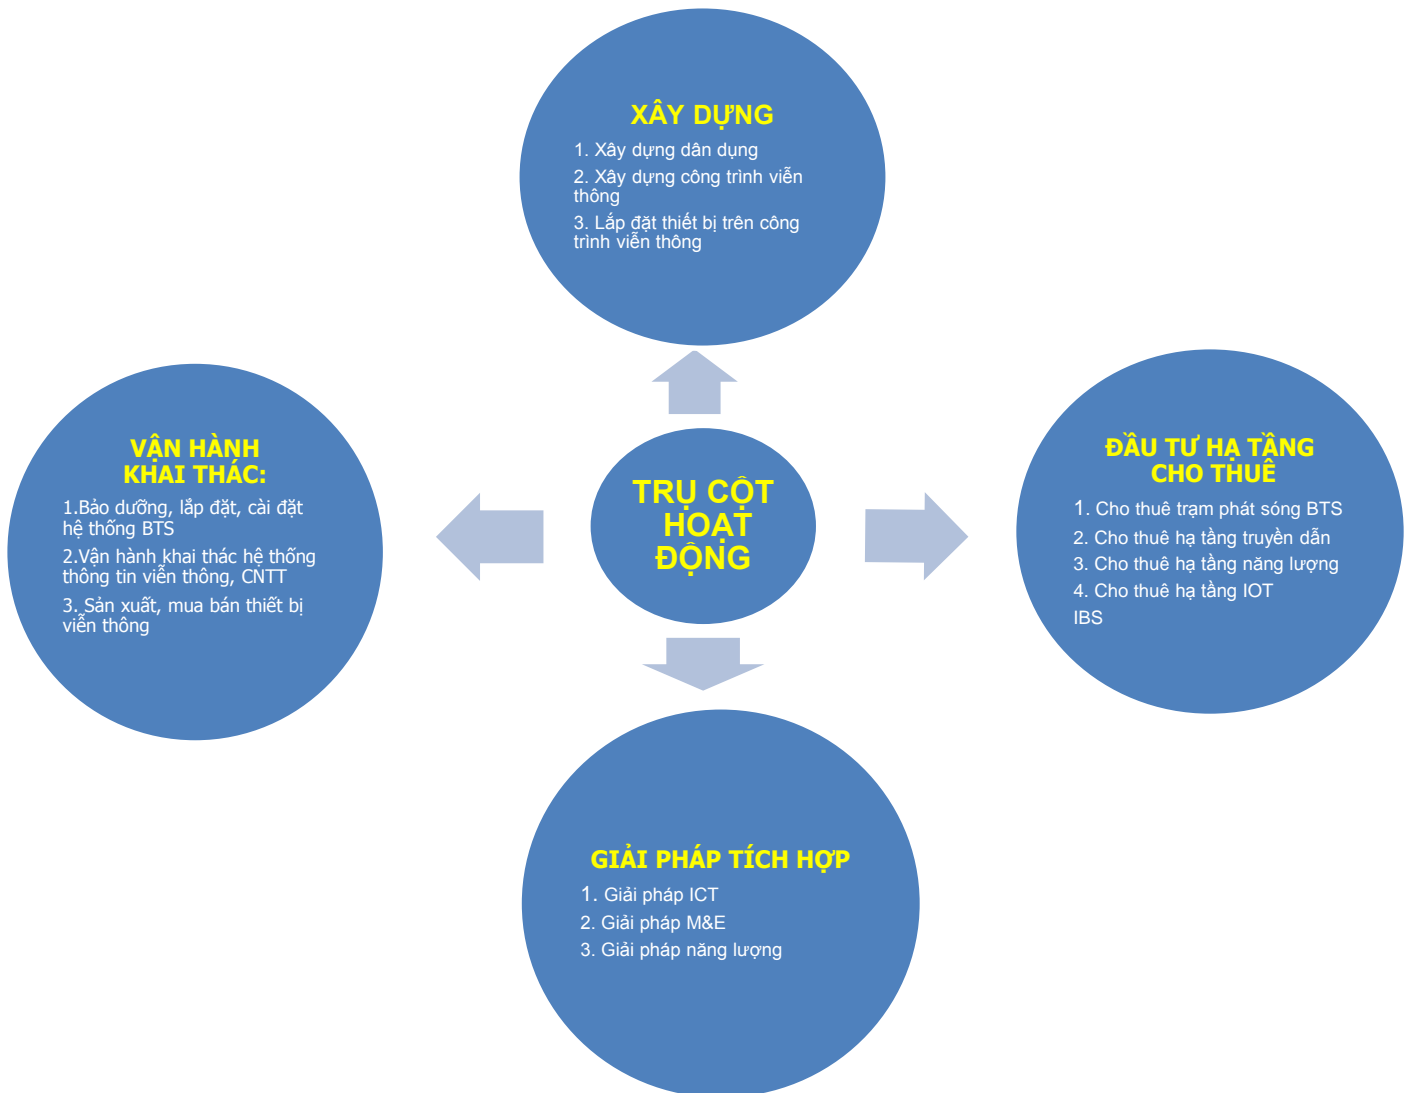 XÂY DỰNG
1. Xây dựng dân dụng
2. Xây dựng công trình viễn
thông
3. Lắp đặt thiết bị trên công
trình viễn thông
VẬN HÀNH
KHAI THÁC:
1.Bảo dưỡng, lắp đặt, cài đặt
hệ thống BTS
2.Vận hành khai thác hệ thống
thông tin viễn thông, CNTT
3. Sản xuất, mua bán thiết bị
viễn thông
TRỤ CỘT
HOẠT
ĐỘNG
ĐẦU TƯ HẠ TẦNG
CHO THUÊ
1. Cho thuê trạm phát sóng BTS
2. Cho thuê hạ tầng truyền dẫn
3. Cho thuê hạ tầng năng lượng
4. Cho thuê hạ tầng IOT
IBS
GIẢI PHÁP TÍCH HỢP
1. Giải pháp ICT
2. Giải pháp M&E
3. Giải pháp năng lượng